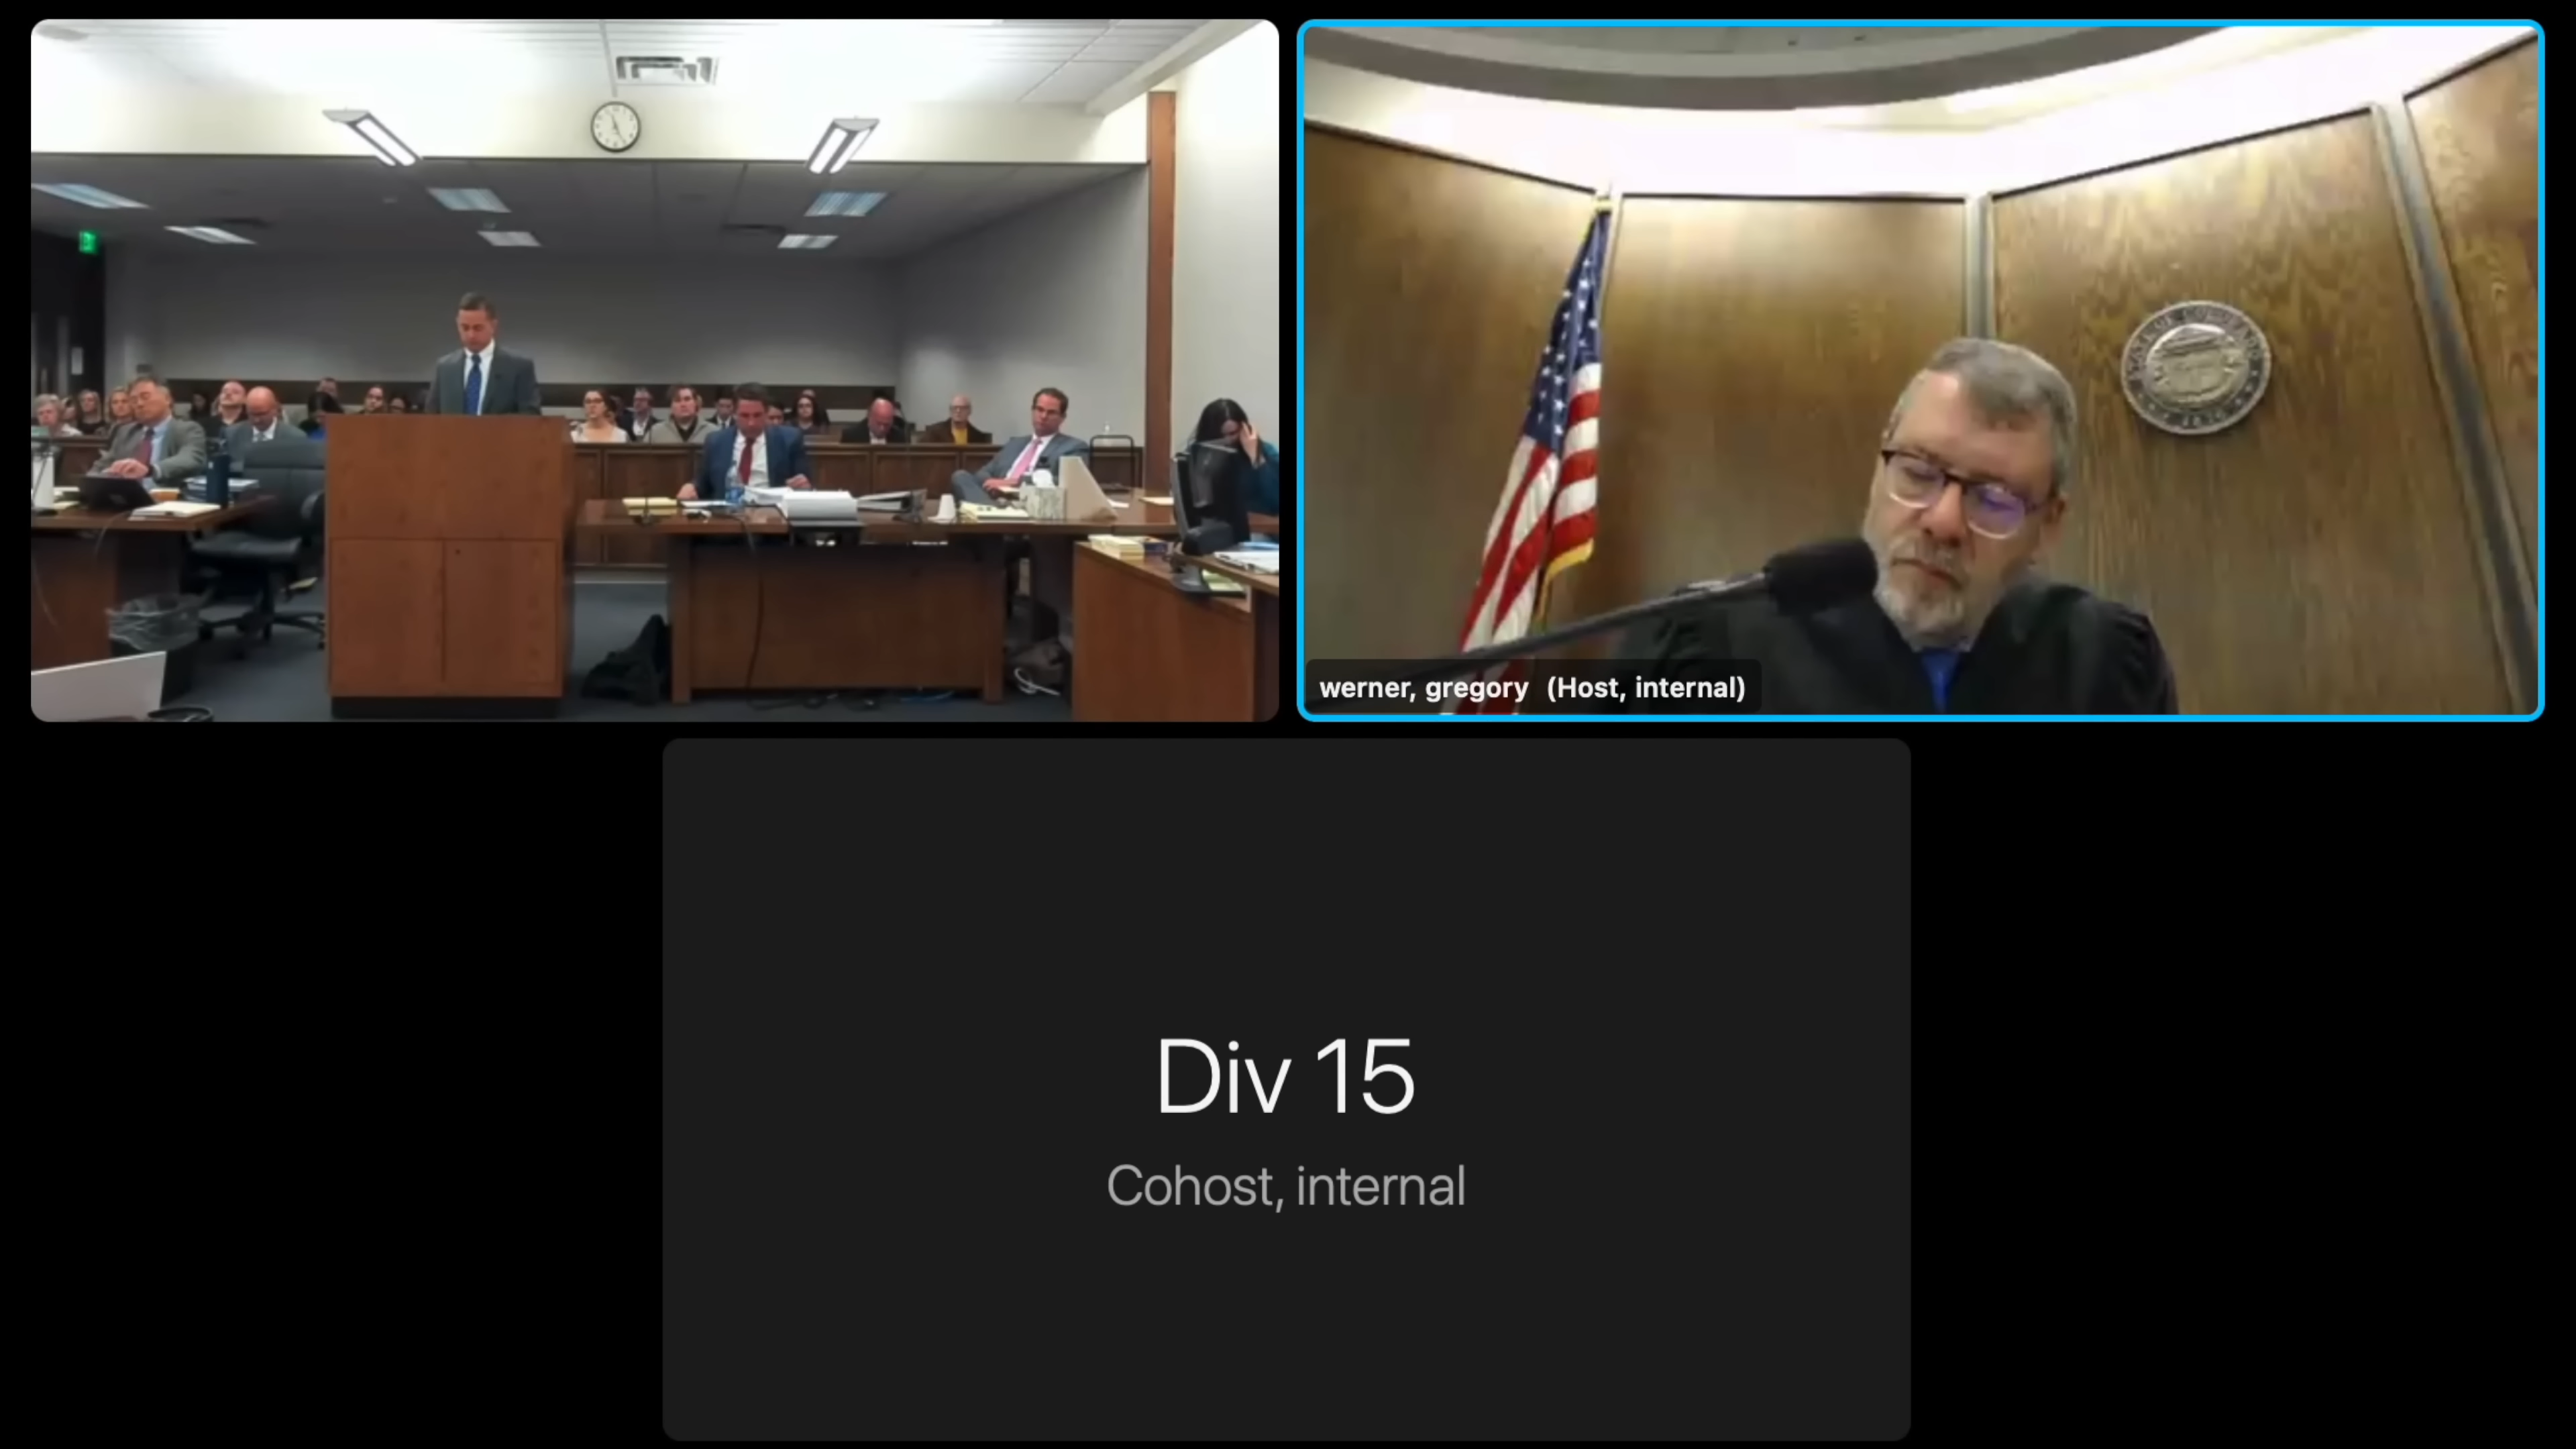 werner, gregory (Host, internal)
Div 15
Cohost, internal